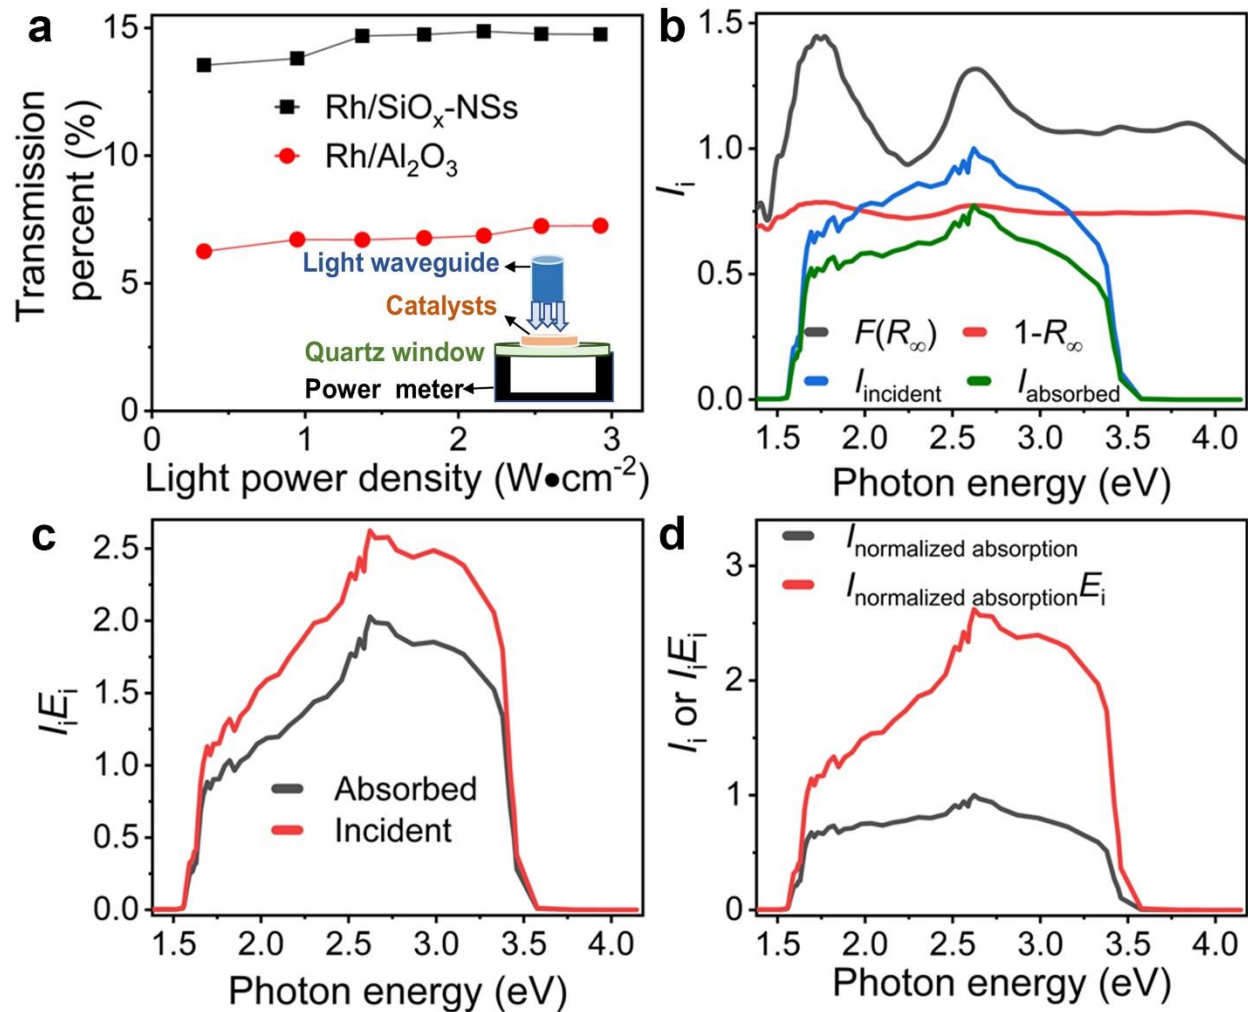 a
15
10
5
0
Transmission
percent (%)
Rh/SiOₓ-NSs
Rh/Al₂O₃
Light waveguide
Catalysts
Quartz window
Power meter
0 1 2 3
Light power density (W●cm⁻²)
b
1.5
1.0
0.5
0.0
Iᵢ
F(R∞) 1-R∞
Iincident Iabsorbed
1.5 2.0 2.5 3.0 3.5 4.0
Photon energy (eV)
c
2.5
2.0
1.5
1.0
0.5
0.0
IᵢEᵢ
Absorbed
Incident
1.5 2.0 2.5 3.0 3.5 4.0
Photon energy (eV)
d
3
2
1
0
Iᵢ or IᵢEᵢ
Inormalized absorption
Inormalized absorptionEᵢ
1.5 2.0 2.5 3.0 3.5 4.0
Photon energy (eV)